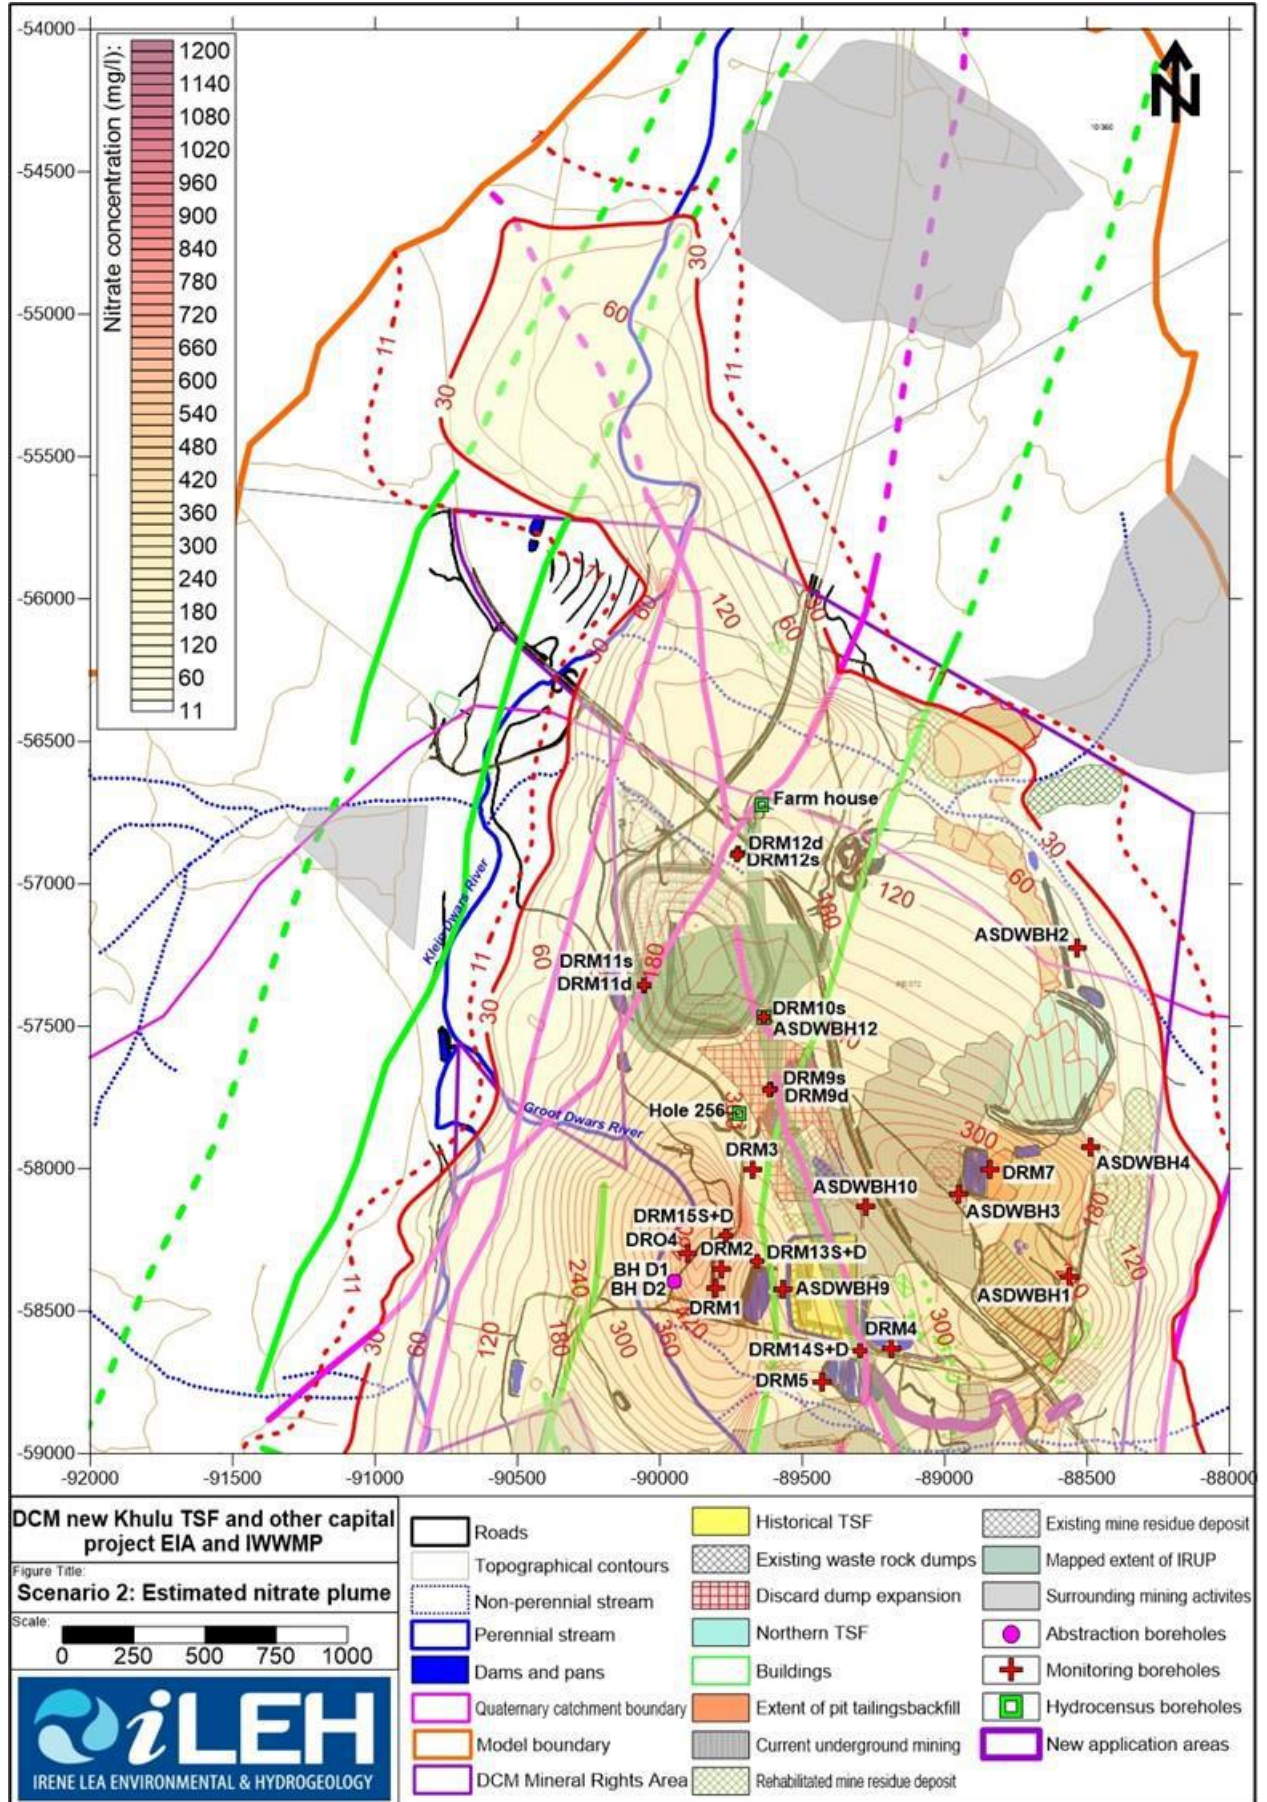 -54000
-54500
-55000
-55500
-56000
-56500
-57000
-57500
-58000
-58500
-59000
-92000
-91500
-91000
-90500
-90000
-89500
-89000
-88500
-88000
Nitrate concentration (mg/l):
1200
1140
1080
1020
960
900
840
780
720
660
600
540
480
420
360
300
240
180
120
60
11
N
30
60
11
11
30
11
60
120
60
30
30
11
Farm house
DRM12d
DRM12s
30
60
120
180
ASDWBH2
Klein Dwars River
11
30
60
DRM11s
DRM11d
180
DRM10s
ASDWBH12
DRM9s
DRM9d
Hole 256
Groot Dwars River
DRM3
300
DRM7
ASDWBH4
ASDWBH10
ASDWBH3
180
DRM15S+D
DRO4
DRM2
DRM13S+D
BH D1
BH D2
DRM1
ASDWBH9
ASDWBH1
120
240
11
30
60
120
180
300
360
420
DRM4
300
DRM14S+D
DRM5
DCM new Khulu TSF and other capital
project EIA and IWWMP
Figure Title:
Scenario 2: Estimated nitrate plume
Scale:
0 250 500 750 1000
iLEH
IRENE LEA ENVIRONMENTAL & HYDROGEOLOGY
Roads
Topographical contours
Non-perennial stream
Perennial stream
Dams and pans
Quaternary catchment boundary
Model boundary
DCM Mineral Rights Area
Historical TSF
Existing waste rock dumps
Discard dump expansion
Northern TSF
Buildings
Extent of pit tailingsbackfill
Current underground mining
Rehabilitated mine residue deposit
Existing mine residue deposit
Mapped extent of IRUP
Surrounding mining activites
Abstraction boreholes
Monitoring boreholes
Hydrocensus boreholes
New application areas